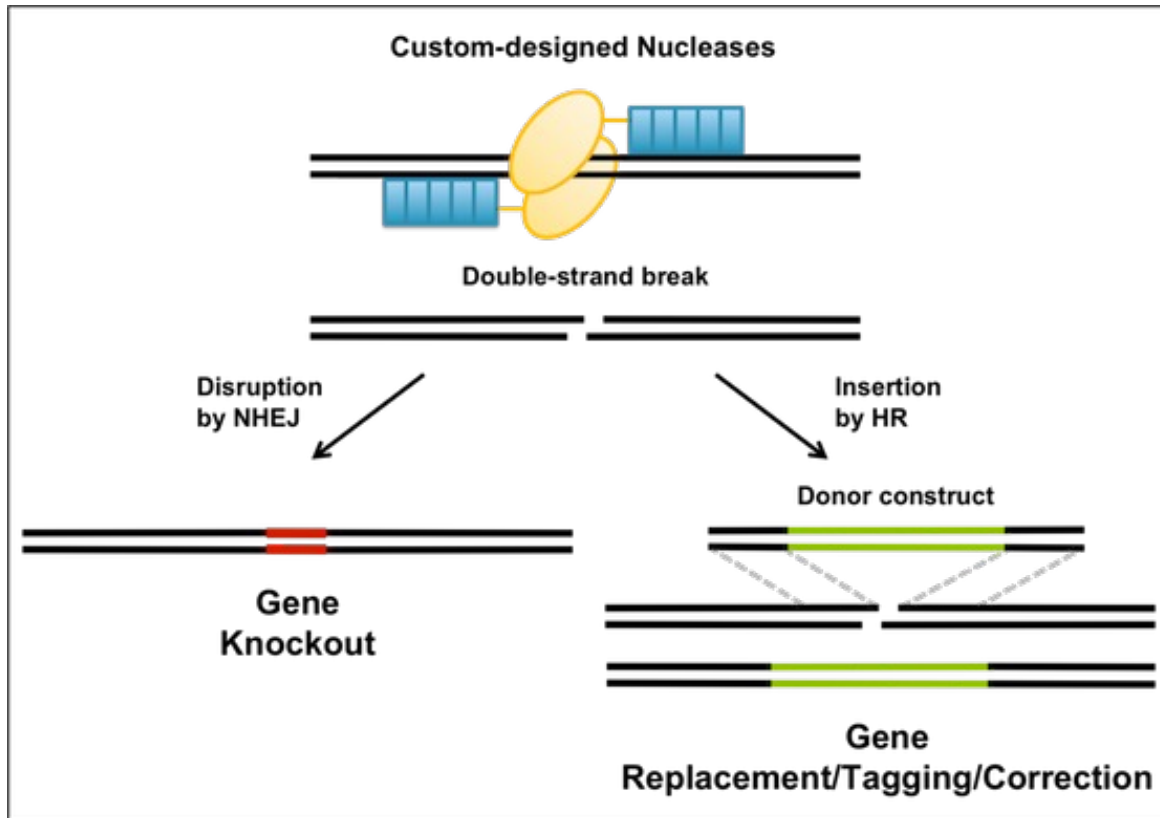 Custom-designed Nucleases
Double-strand break
Disruption
by NHEJ
Insertion
by HR
Donor construct
Gene
Knockout
Gene
Replacement/Tagging/Correction